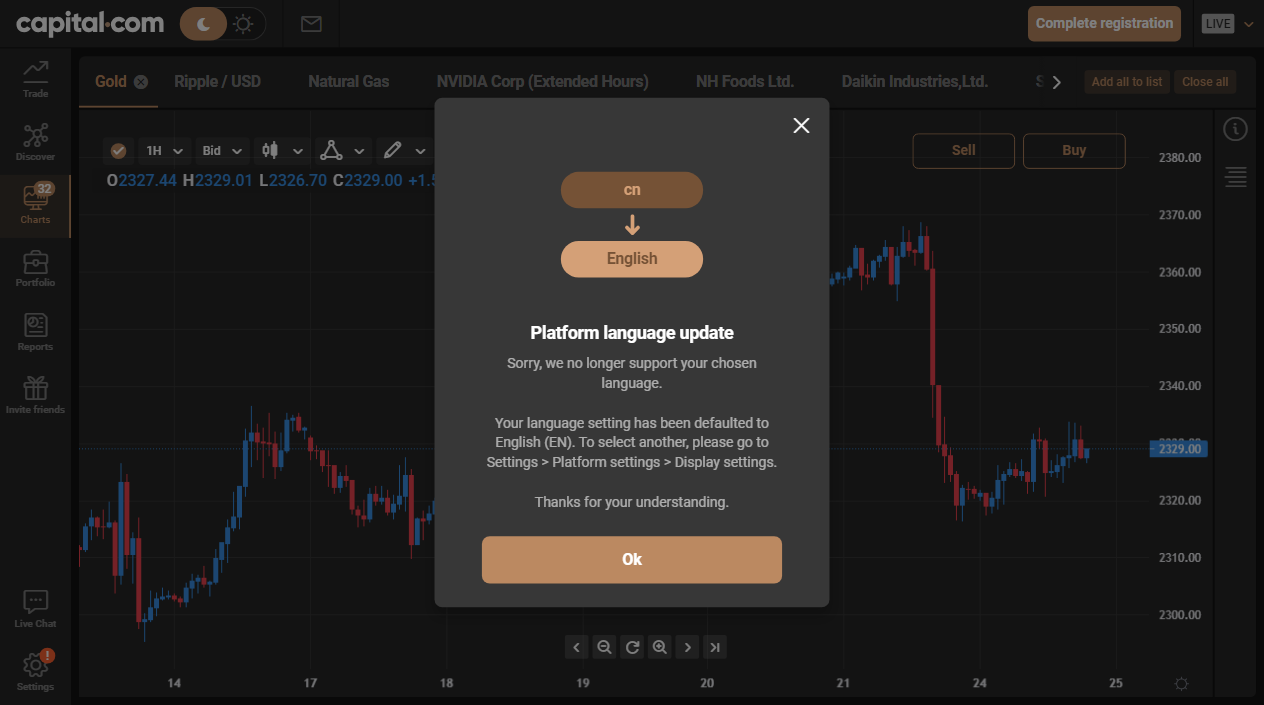 capital.com
Complete registration
LIVE
Trade
Discover
32
Charts
Portfolio
Reports
Invite friends
Live Chat
Settings
Gold
Ripple / USD
Natural Gas
NVIDIA Corp (Extended Hours)
NH Foods Ltd.
Daikin Industries,Ltd.
S
Add all to list
Close all
1H
Bid
Sell
Buy
O2327.44 H2329.01 L2326.70 C2329.00 +1.5
cn
English
Platform language update
Sorry, we no longer support your chosen
language.
Your language setting has been defaulted to
English (EN). To select another, please go to
Settings > Platform settings > Display settings.
Thanks for your understanding.
Ok
2380.00
2370.00
2360.00
2350.00
2340.00
2329.00
2320.00
2310.00
2300.00
14
17
18
19
20
21
24
25